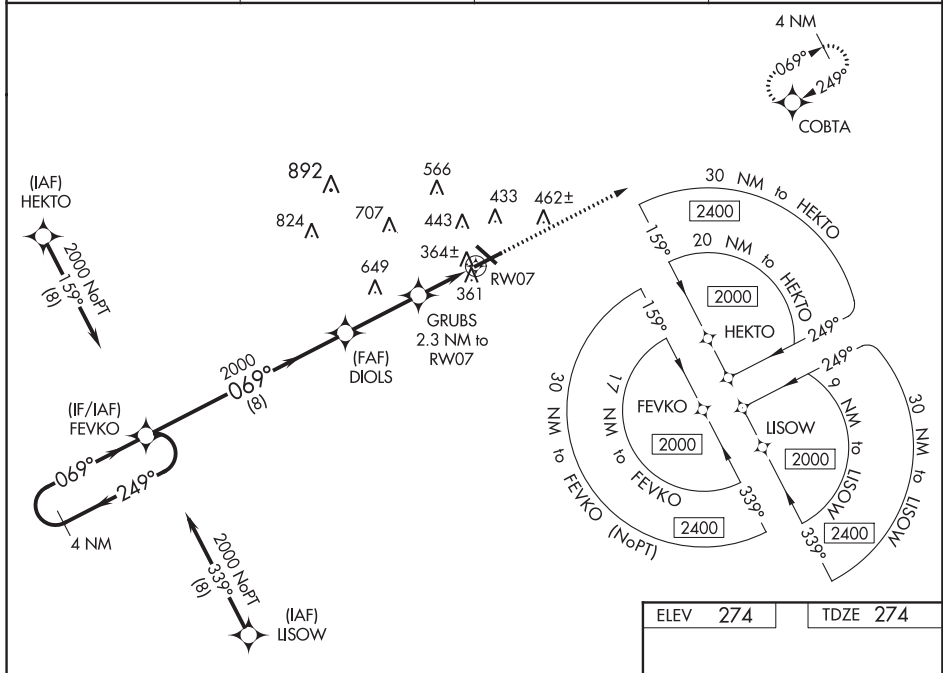 4 NM
069°
249°
COBTA
(IAF)
HEKTO
2000 NoPT
159°
(8)
892
824
707
649
566
443
433
462±
364±
361
RW07
GRUBS
2.3 NM to
RW07
(FAF)
DIOLS
2000
069°
(8)
(IF/IAF)
FEVKO
069°
249°
4 NM
2000 NoPT
339°
(8)
(IAF)
LISOW
30 NM to HEKTO
2400
159°
20 NM to HEKTO
2000
HEKTO
249°
159°
249°
FEVKO
LISOW
30 NM to FEVKO (NoPT)
17 NM to FEVKO
2000
2400
339°
9 NM to LISOW
2000
30 NM to LISOW
2400
339°
ELEV 274
TDZE 274